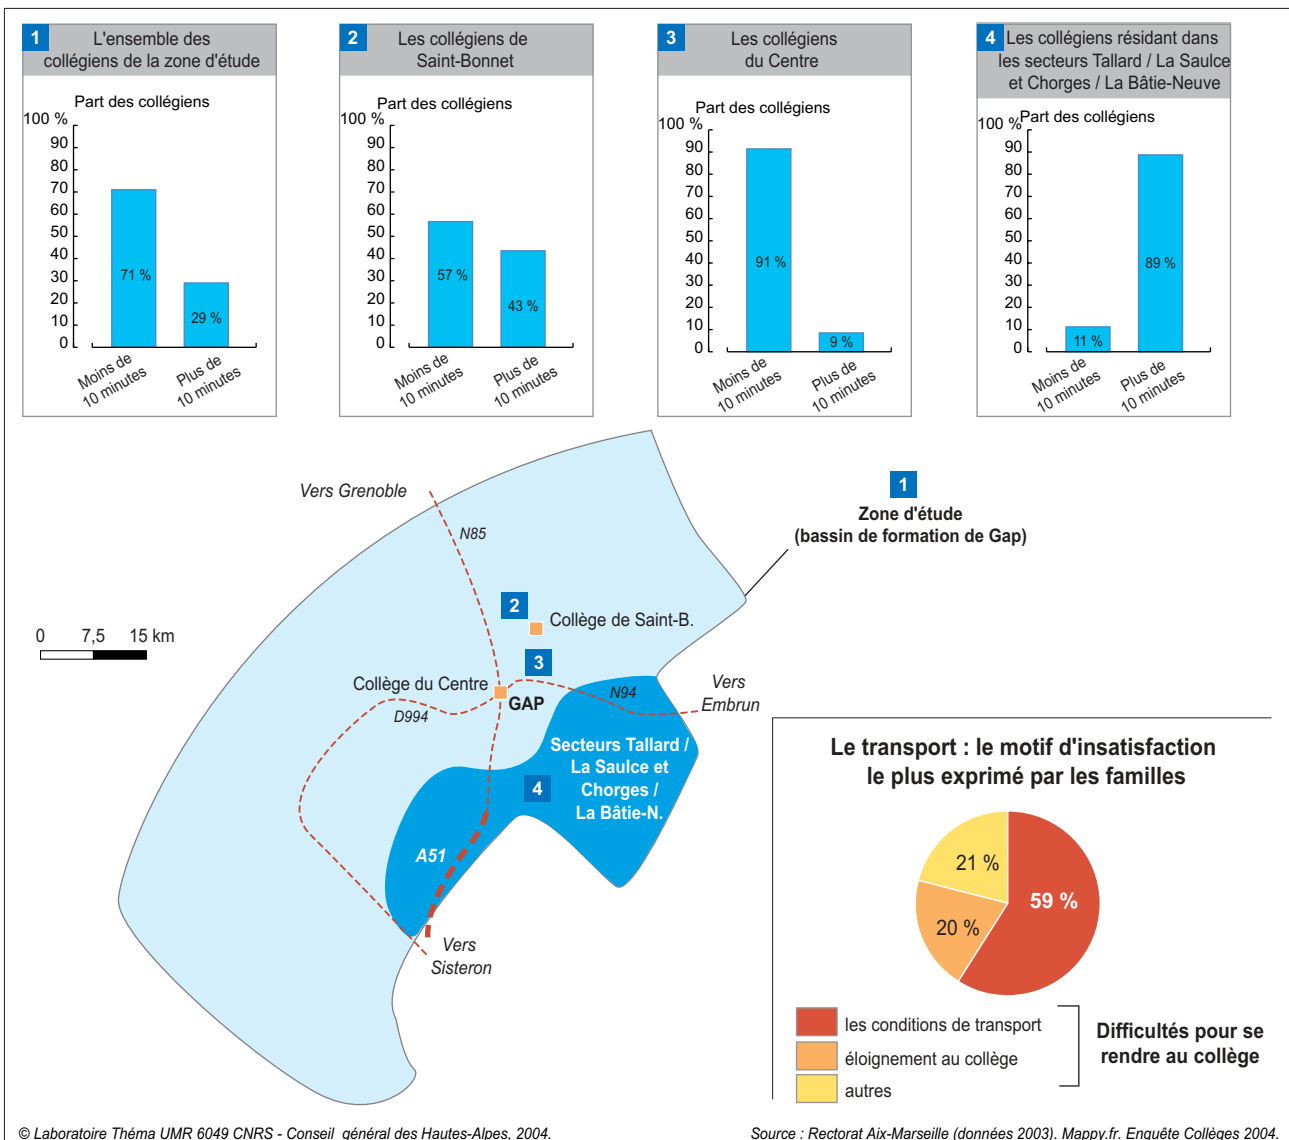 1
L'ensemble des
collégiens de la zone d'étude
Part des collégiens
100 %
90
80
70
60
50
40
30
20
10
0
71 %
29 %
Moins de
10 minutes
Plus de
10 minutes
2
Les collégiens de
Saint-Bonnet
Part des collégiens
100 %
90
80
70
60
50
40
30
20
10
0
57 %
43 %
Moins de
10 minutes
Plus de
10 minutes
3
Les collégiens
du Centre
Part des collégiens
100 %
90
80
70
60
50
40
30
20
10
0
91 %
9 %
Moins de
10 minutes
Plus de
10 minutes
4
Les collégiens résidant dans
les secteurs Tallard / La Saulce
et Chorges / La Bâtie-Neuve
Part des collégiens
100 %
90
80
70
60
50
40
30
20
10
0
11 %
89 %
Moins de
10 minutes
Plus de
10 minutes
Vers Grenoble
N85
1
Zone d'étude
(bassin de formation de Gap)
2
Collège de Saint-B.
0 7,5 15 km
3
Collège du Centre
GAP
D994
N94
Vers
Embrun
Secteurs Tallard /
La Saulce et
Chorges /
La Bâtie-N.
4
A51
Vers
Sisteron
Le transport : le motif d'insatisfaction
le plus exprimé par les familles
21 %
59 %
20 %
les conditions de transport
éloignement au collège
autres
Difficultés pour se
rendre au collège
© Laboratoire Théma UMR 6049 CNRS - Conseil général des Hautes-Alpes, 2004.
Source : Rectorat Aix-Marseille (données 2003), Mappy.fr, Enquête Collèges 2004.